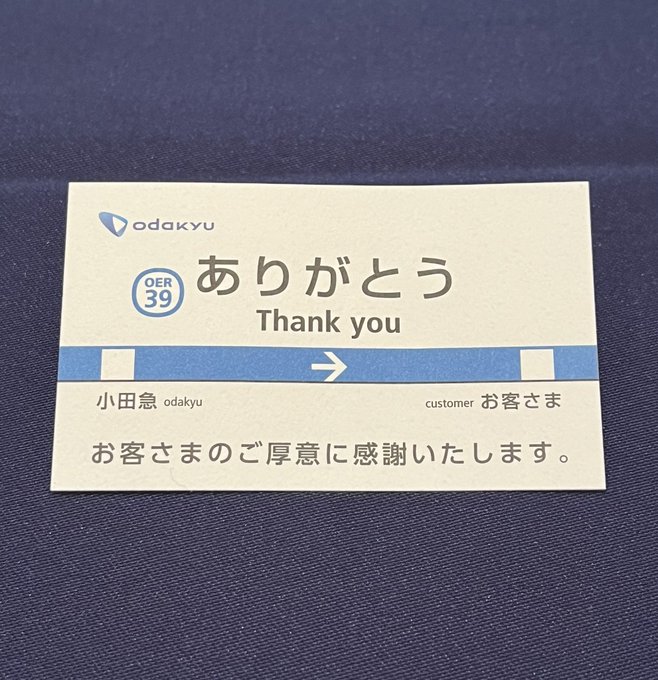 odakyu
OER
39
ありがとう
Thank you
小田急 odakyu
customer お客さま
お客さまのご厚意に感謝いたします。